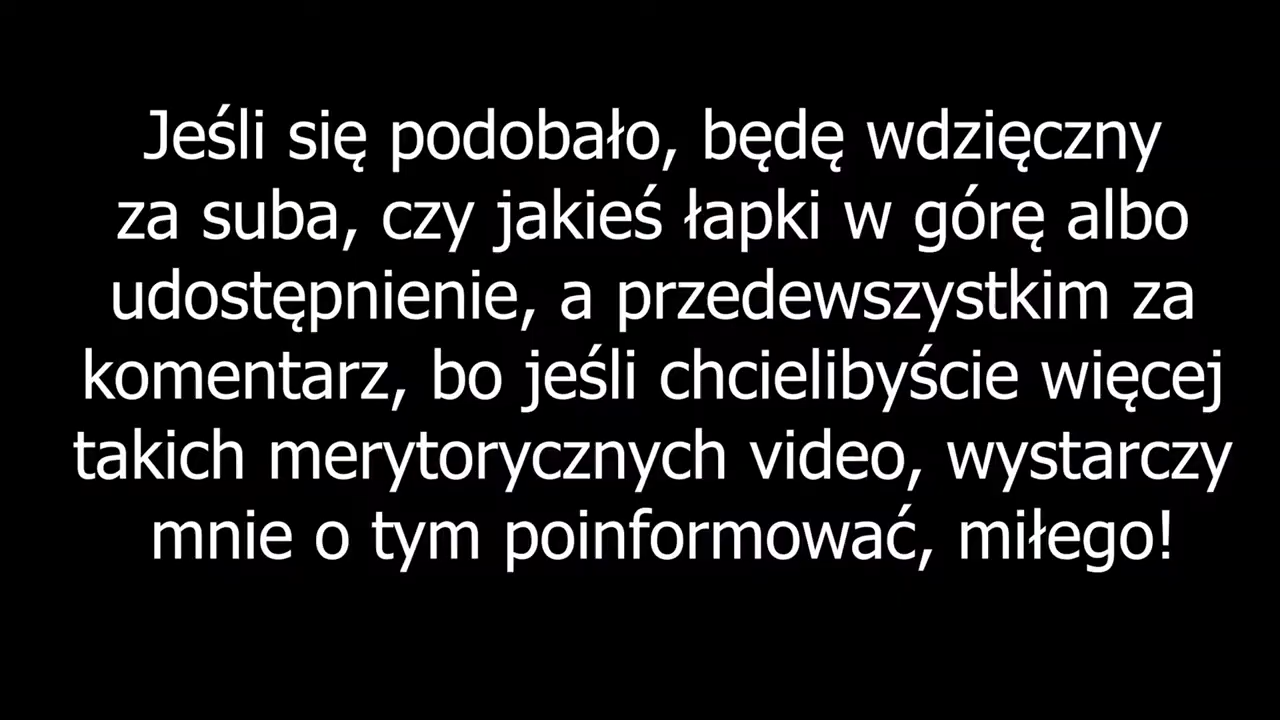 Jeśli się podobało, będę wdzięczny
za suba, czy jakieś łapki w górę albo
udostępnienie, a przedewszystkim za
komentarz, bo jeśli chcielibyście więcej
takich merytorycznych video, wystarczy
mnie o tym poinformować, miłego!